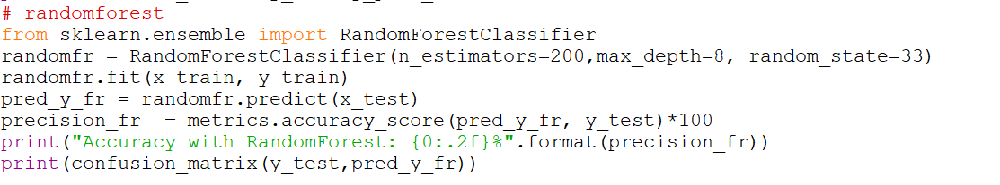 # randomforest
from sklearn.ensemble import RandomForestClassifier
randomfr = RandomForestClassifier(n_estimators=200,max_depth=8, random_state=33)
randomfr.fit(x_train, y_train)
pred_y_fr = randomfr.predict(x_test)
precision_fr  = metrics.accuracy_score(pred_y_fr, y_test)*100
print("Accuracy with RandomForest: {0:.2f}%".format(precision_fr))
print(confusion_matrix(y_test,pred_y_fr))